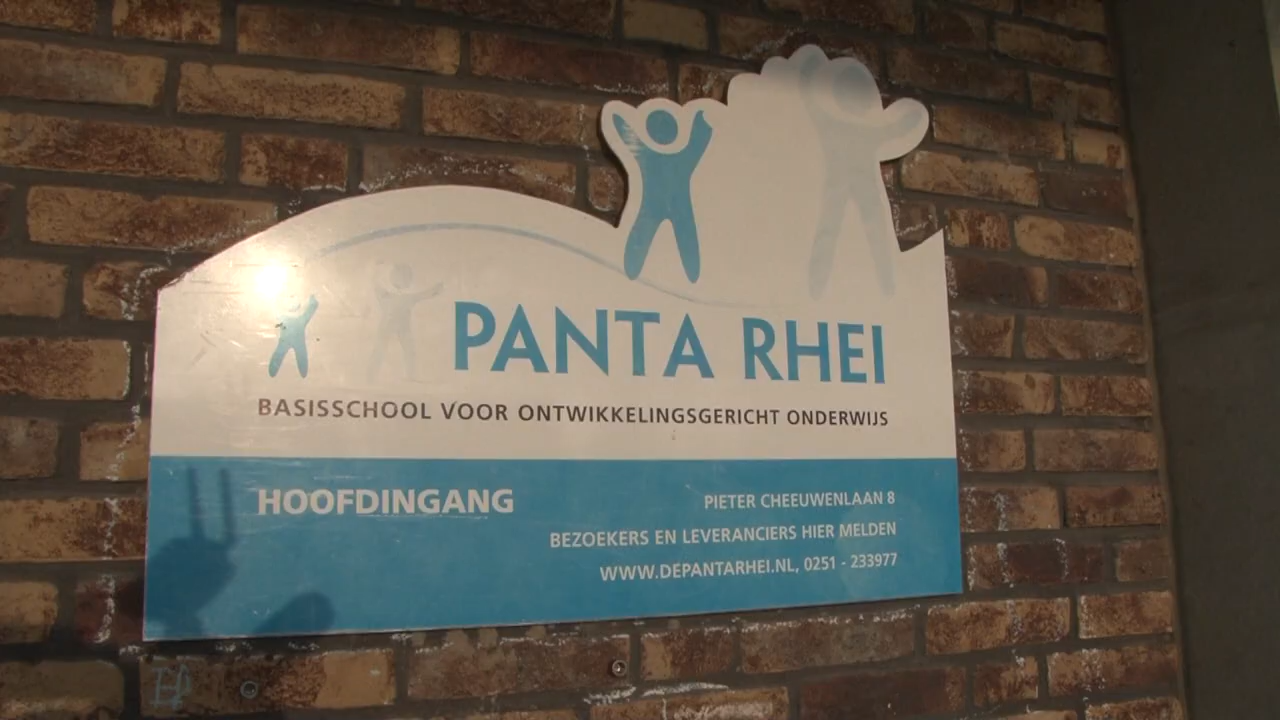 PANTA RHEI
BASISSCHOOL VOOR ONTWIKKELINGSGERICHT ONDERWIJS
HOOFDINGANG
PIETER CHEEUWENLAAN 8
BEZOEKERS EN LEVERANCIERS HIER MELDEN
WWW.DEPANTARHEI.NL, 0251 - 233977